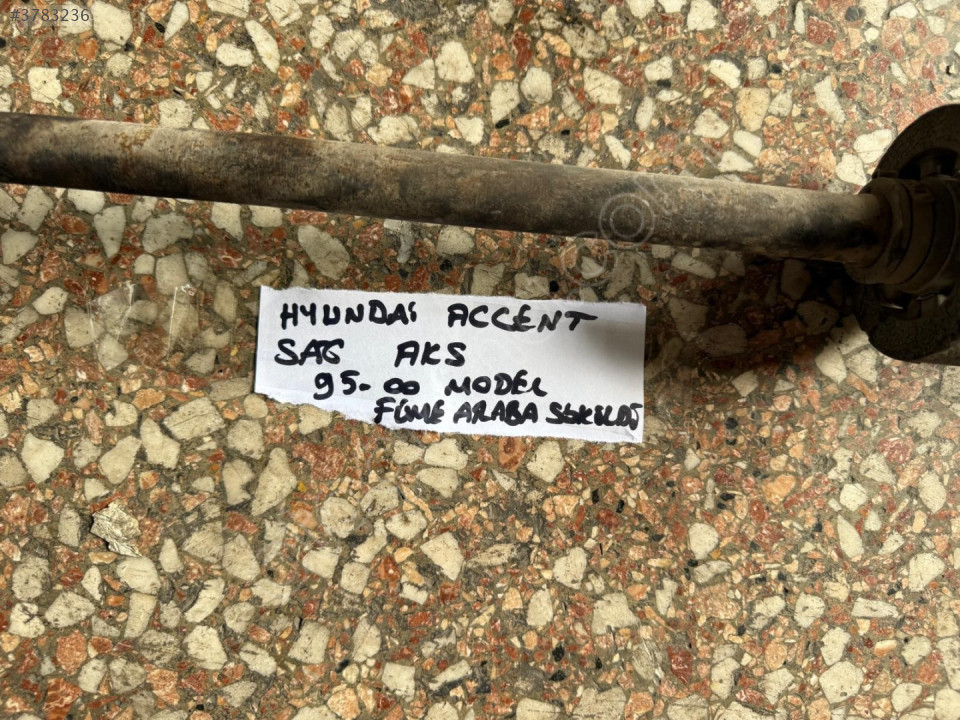 #3783236
HYUNDAİ ACCENT
SAG AKS
95-00 MODEL
FÜME ARABA SÖKÜLDÜ